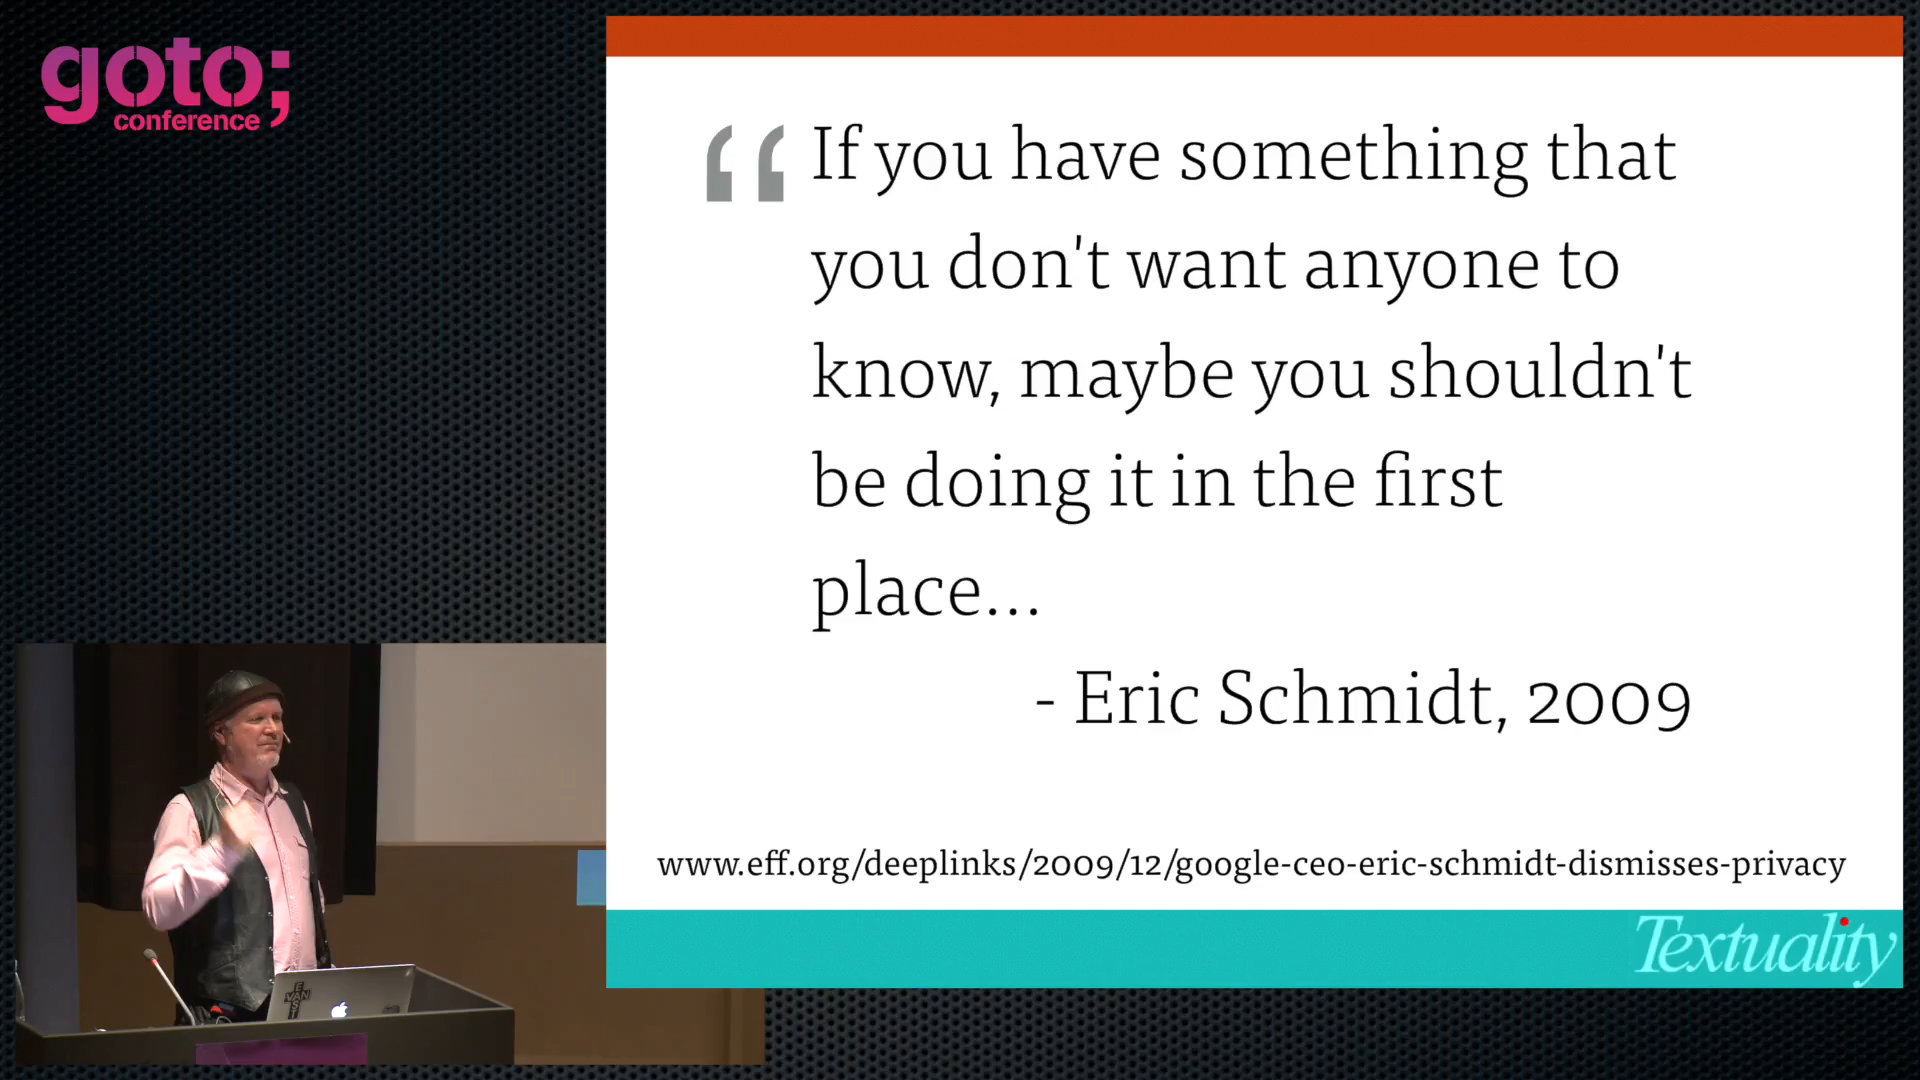 goto;
conference
“ If you have something that
you don't want anyone to
know, maybe you shouldn't
be doing it in the first
place...
- Eric Schmidt, 2009
www.eff.org/deeplinks/2009/12/google-ceo-eric-schmidt-dismisses-privacy
Textuality